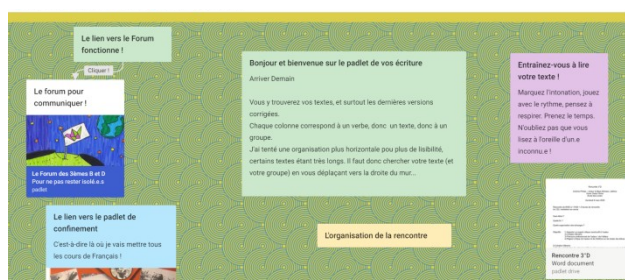 Le lien vers le Forum
fonctionne !
Cliquer !
Le forum pour
communiquer !
Le Forum des 3èmes B et D
Pour ne pas rester isolé.e.s
padlet
Le lien vers le padlet de
confinement
C'est-à-dire là où je vais mettre tous
les cours de Français !
Bonjour et bienvenue sur le padlet de vos écriture
Arriver Demain
Vous y trouverez vos textes, et surtout les dernières versions
corrigées.
Chaque colonne correspond à un verbe, donc un texte, donc à un
groupe.
J'ai tenté une organisation plus horizontale pou plus de lisibilité,
certains textes étant très longs. Il faut donc chercher votre texte (et
votre groupe) en vous déplaçant vers la droite du mur...
L'organisation de la rencontre
Entraînez-vous à lire
votre texte !
Marquez l'intonation, jouez
avec le rythme, pensez à
respirer. Prenez le temps.
N'oubliez pas que vous
lisez à l'oreille d'un.e
inconnu.e !
Rencontre 3°D
Word document
padlet drive